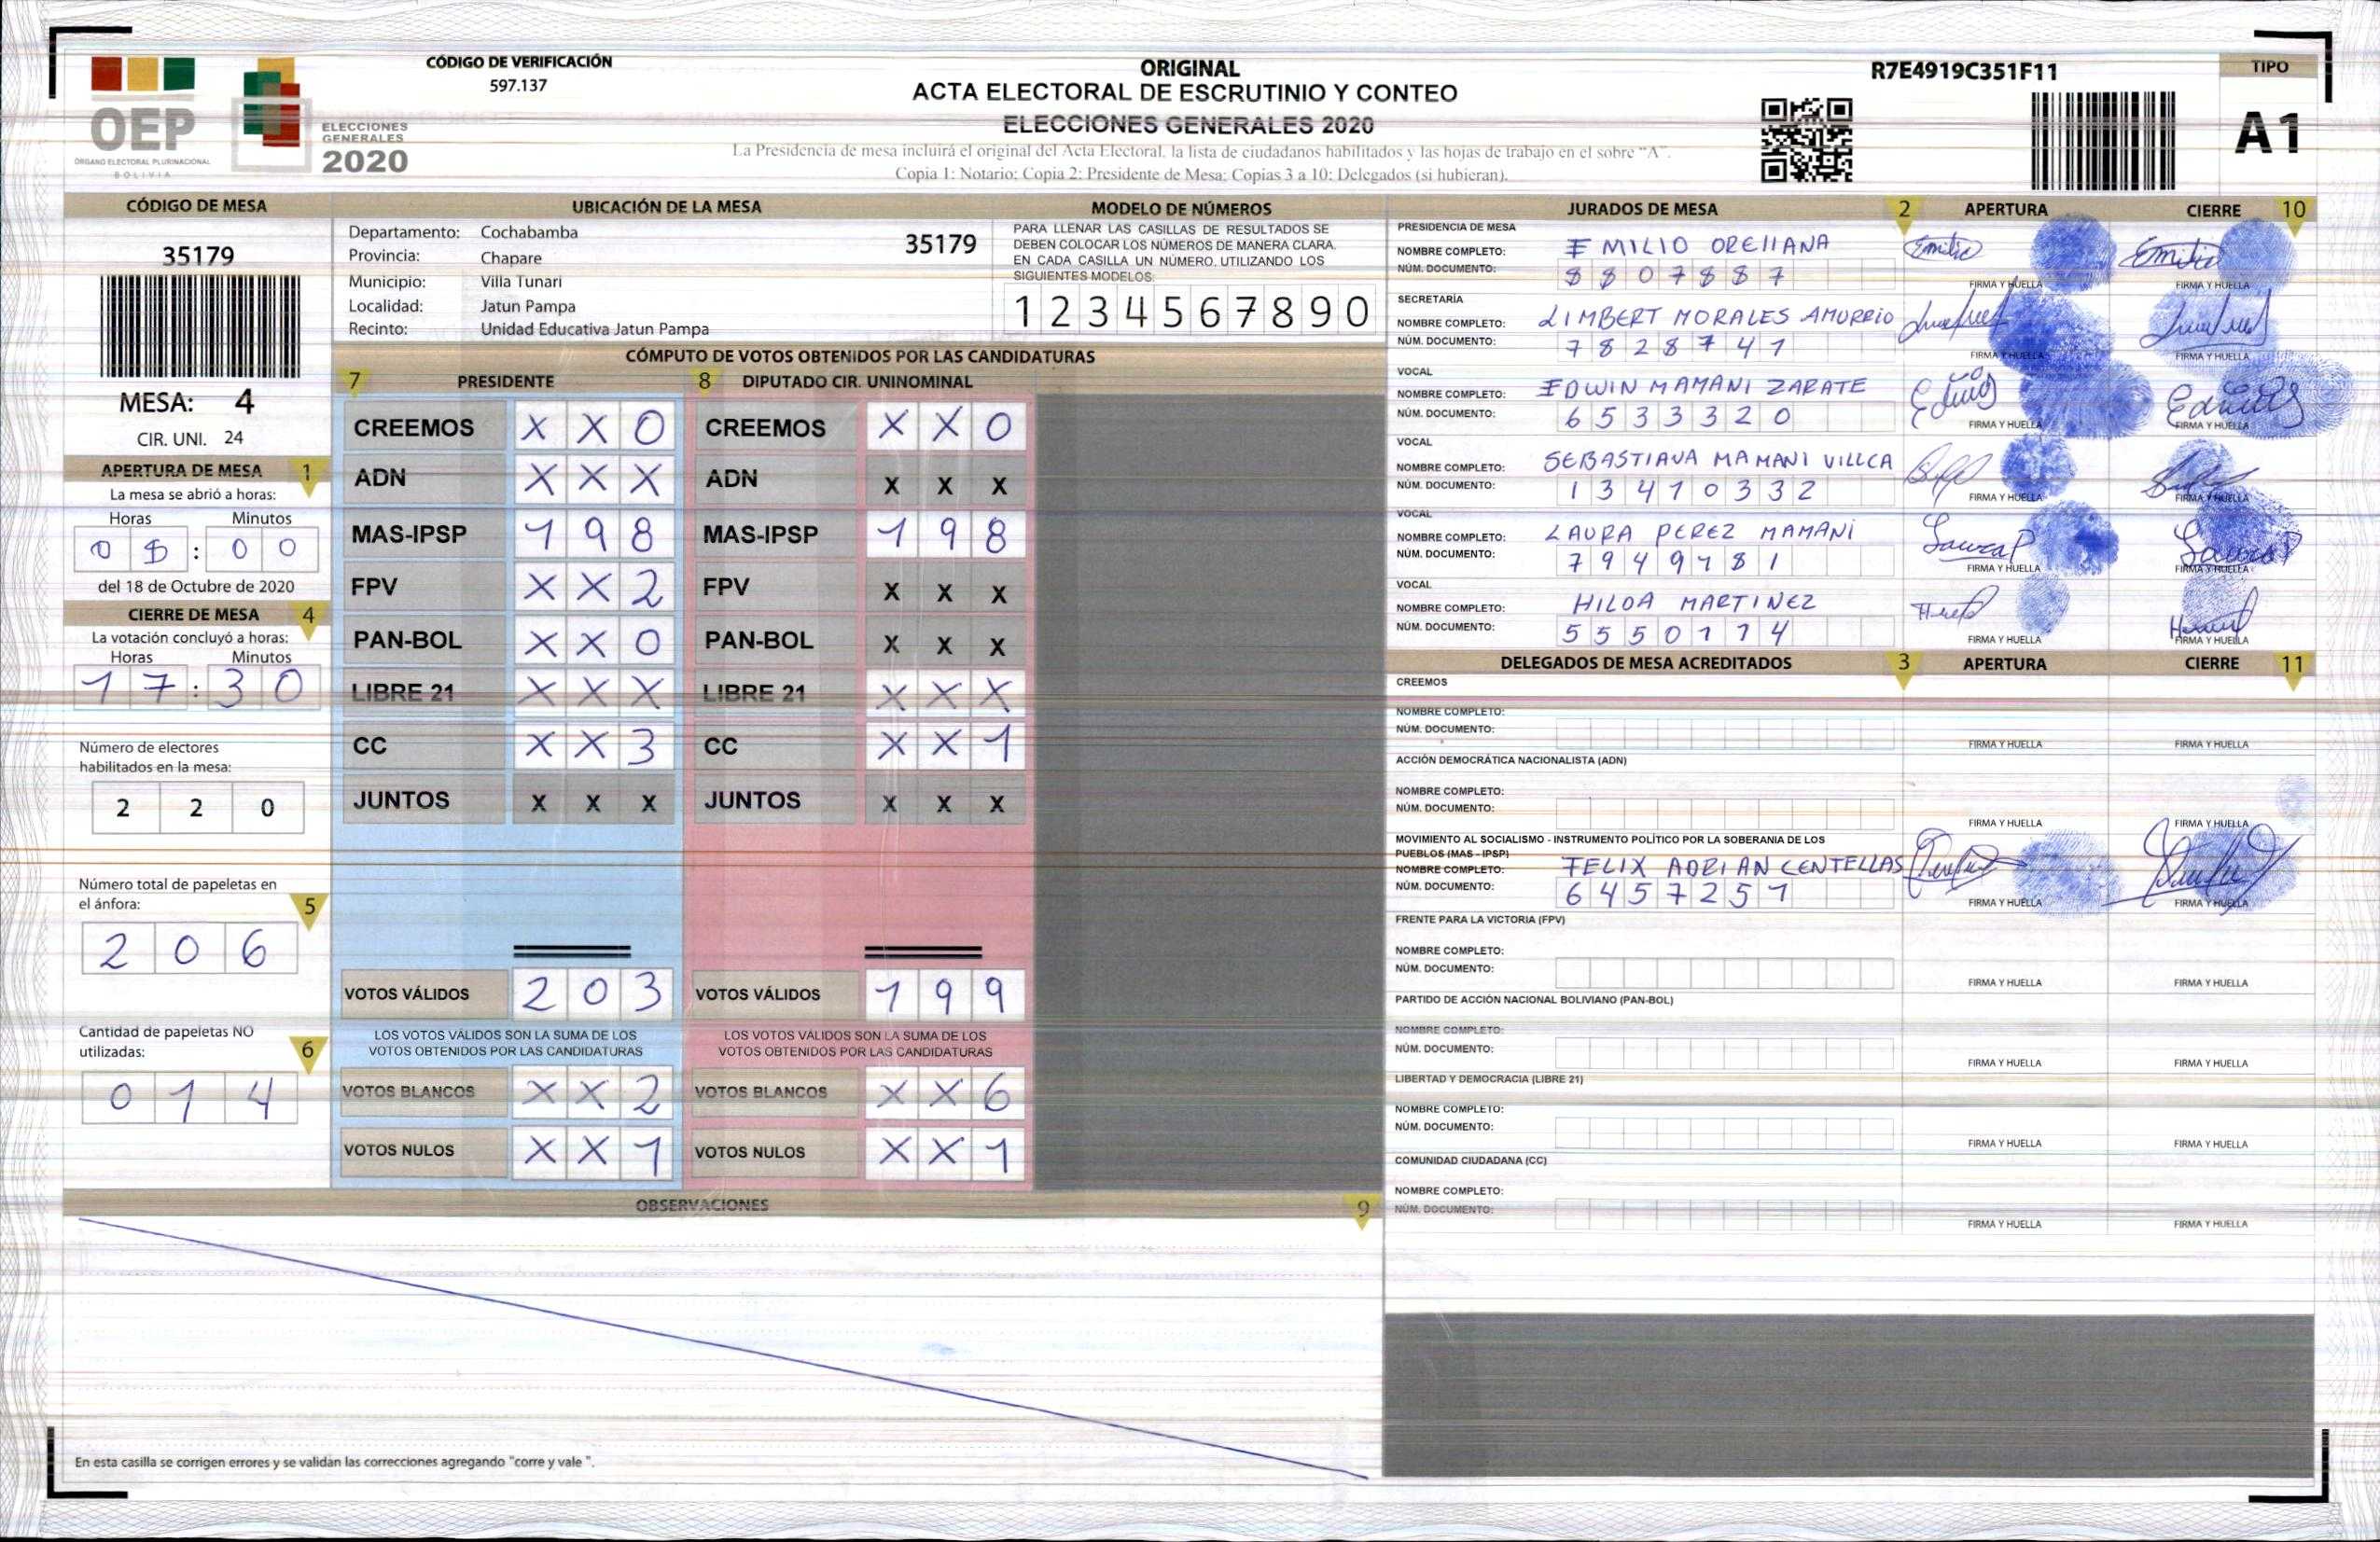 CÓDIGO DE VERIFICACIÓN
597.137
ORIGINAL
ACTA ELECTORAL DE ESCRUTINIO Y CONTEO
ELECCIONES GENERALES 2020
La Presidencia de mesa incluirá el original del Acta Electoral, la lista de ciudadanos habilitados y las hojas de trabajo en el sobre "A".
Copia 1: Notario; Copia 2: Presidente de Mesa; Copias 3 a 10: Delegados (si hubieran).
R7E4919C351F11
TIPO
A1
OEP
ÓRGANO ELECTORAL PLURINACIONAL
BOLIVIA
ELECCIONES
GENERALES
2020
CÓDIGO DE MESA
35179
MESA: 4
CIR. UNI. 24
APERTURA DE MESA 1
La mesa se abrió a horas:
Horas Minutos
0 8 : 0 0
del 18 de Octubre de 2020
CIERRE DE MESA 4
La votación concluyó a horas:
Horas Minutos
1 7 : 3 0
Número de electores
habilitados en la mesa:
2 2 0
Número total de papeletas en
el ánfora: 5
2 0 6
Cantidad de papeletas NO
utilizadas: 6
0 1 4
UBICACIÓN DE LA MESA
Departamento: Cochabamba
Provincia: Chapare
Municipio: Villa Tunari
Localidad: Jatun Pampa
Recinto: Unidad Educativa Jatun Pampa
35179
MODELO DE NÚMEROS
PARA LLENAR LAS CASILLAS DE RESULTADOS SE
DEBEN COLOCAR LOS NÚMEROS DE MANERA CLARA.
EN CADA CASILLA UN NÚMERO, UTILIZANDO LOS
SIGUIENTES MODELOS:
1 2 3 4 5 6 7 8 9 0
CÓMPUTO DE VOTOS OBTENIDOS POR LAS CANDIDATURAS
7 PRESIDENTE 8 DIPUTADO CIR. UNINOMINAL
CREEMOS X X 0 CREEMOS X X 0
ADN X X X ADN X X X
MAS-IPSP 1 9 8 MAS-IPSP 1 9 8
FPV X X 2 FPV X X X
PAN-BOL X X 0 PAN-BOL X X X
LIBRE 21 X X X LIBRE 21 X X X
CC X X 3 CC X X 1
JUNTOS X X X JUNTOS X X X
VOTOS VÁLIDOS 2 0 3 VOTOS VÁLIDOS 1 9 9
LOS VOTOS VÁLIDOS SON LA SUMA DE LOS LOS VOTOS VÁLIDOS SON LA SUMA DE LOS
VOTOS OBTENIDOS POR LAS CANDIDATURAS VOTOS OBTENIDOS POR LAS CANDIDATURAS
VOTOS BLANCOS X X 2 VOTOS BLANCOS X X 6
VOTOS NULOS X X 1 VOTOS NULOS X X 1
OBSERVACIONES 9
En esta casilla se corrigen errores y se validan las correcciones agregando "corre y vale ".
JURADOS DE MESA 2 APERTURA CIERRE 10
PRESIDENCIA DE MESA
NOMBRE COMPLETO: EMILIO ORELLANA Emilio Emilio
NÚM. DOCUMENTO: 8 8 0 7 8 8 7
FIRMA Y HUELLA FIRMA Y HUELLA
SECRETARÍA
NOMBRE COMPLETO: LIMBERT MORALES AMURRIO
NÚM. DOCUMENTO: 7 8 2 8 7 4 1
FIRMA Y HUELLA FIRMA Y HUELLA
VOCAL
NOMBRE COMPLETO: EDWIN MAMANI ZARATE
NÚM. DOCUMENTO: 6 5 3 3 3 2 0
FIRMA Y HUELLA FIRMA Y HUELLA
VOCAL
NOMBRE COMPLETO: SEBASTIANA MAMANI VILLCA
NÚM. DOCUMENTO: 1 3 4 1 0 3 3 2
FIRMA Y HUELLA FIRMA Y HUELLA
VOCAL
NOMBRE COMPLETO: LAURA PEREZ MAMANI
NÚM. DOCUMENTO: 7 9 4 9 1 8 1
FIRMA Y HUELLA FIRMA Y HUELLA
VOCAL
NOMBRE COMPLETO: HILDA MARTINEZ
NÚM. DOCUMENTO: 5 5 5 0 1 1 4
FIRMA Y HUELLA FIRMA Y HUELLA
DELEGADOS DE MESA ACREDITADOS 3 APERTURA CIERRE 11
CREEMOS
NOMBRE COMPLETO:
NÚM. DOCUMENTO:
FIRMA Y HUELLA FIRMA Y HUELLA
ACCIÓN DEMOCRÁTICA NACIONALISTA (ADN)
NOMBRE COMPLETO:
NÚM. DOCUMENTO:
FIRMA Y HUELLA FIRMA Y HUELLA
MOVIMIENTO AL SOCIALISMO - INSTRUMENTO POLÍTICO POR LA SOBERANIA DE LOS
PUEBLOS (MAS - IPSP)
NOMBRE COMPLETO: FELIX ADRIAN CENTELLAS
NÚM. DOCUMENTO: 6 4 5 7 2 5 1
FIRMA Y HUELLA FIRMA Y HUELLA
FRENTE PARA LA VICTORIA (FPV)
NOMBRE COMPLETO:
NÚM. DOCUMENTO:
FIRMA Y HUELLA FIRMA Y HUELLA
PARTIDO DE ACCIÓN NACIONAL BOLIVIANO (PAN-BOL)
NOMBRE COMPLETO:
NÚM. DOCUMENTO:
FIRMA Y HUELLA FIRMA Y HUELLA
LIBERTAD Y DEMOCRACIA (LIBRE 21)
NOMBRE COMPLETO:
NÚM. DOCUMENTO:
FIRMA Y HUELLA FIRMA Y HUELLA
COMUNIDAD CIUDADANA (CC)
NOMBRE COMPLETO:
NÚM. DOCUMENTO:
FIRMA Y HUELLA FIRMA Y HUELLA